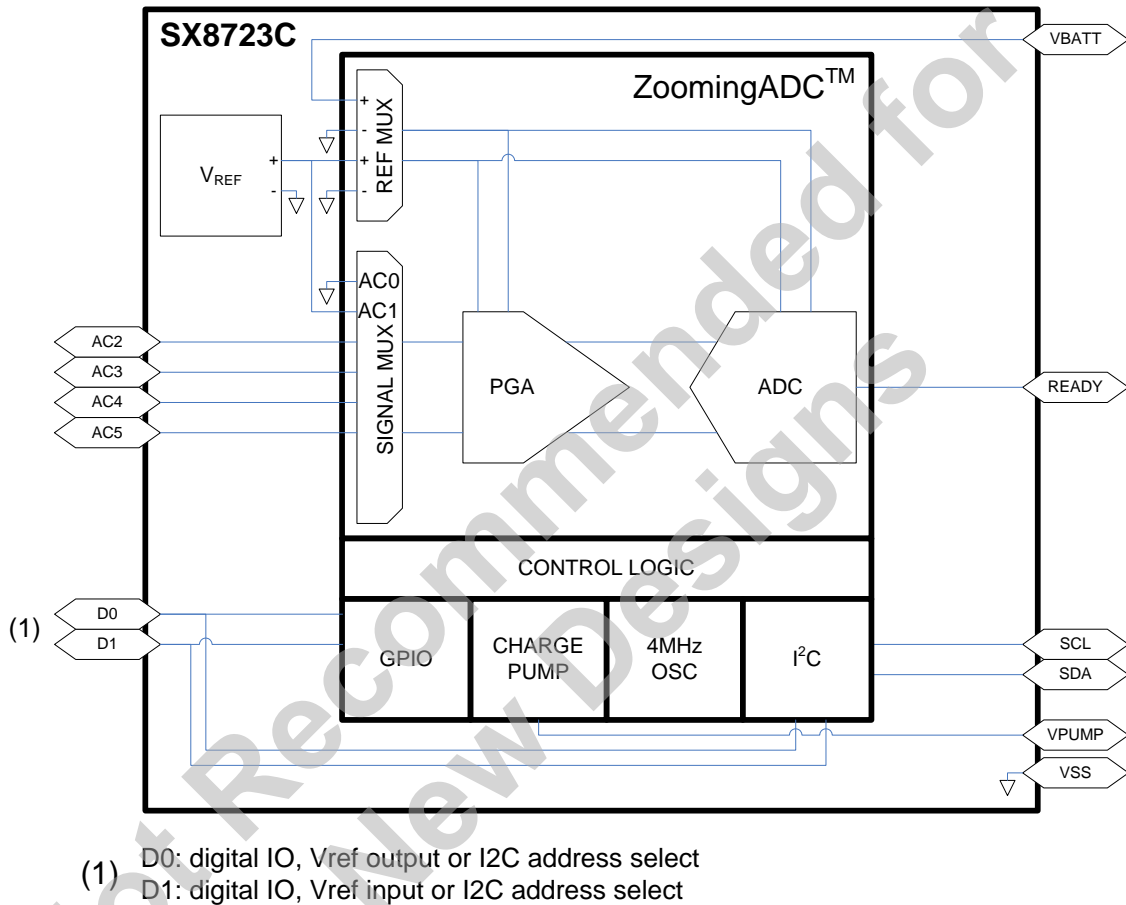 SX8723C
VBATT
ZoomingADC™
REF MUX
+
-
+
-
VREF
+
-
AC0
AC1
SIGNAL MUX
AC2
AC3
AC4
AC5
PGA
ADC
READY
CONTROL LOGIC
(1)
D0
D1
GPIO
CHARGE
PUMP
4MHz
OSC
I²C
SCL
SDA
VPUMP
VSS
(1)
D0: digital IO, Vref output or I2C address select
D1: digital IO, Vref input or I2C address select
Not Recommended for
New Designs